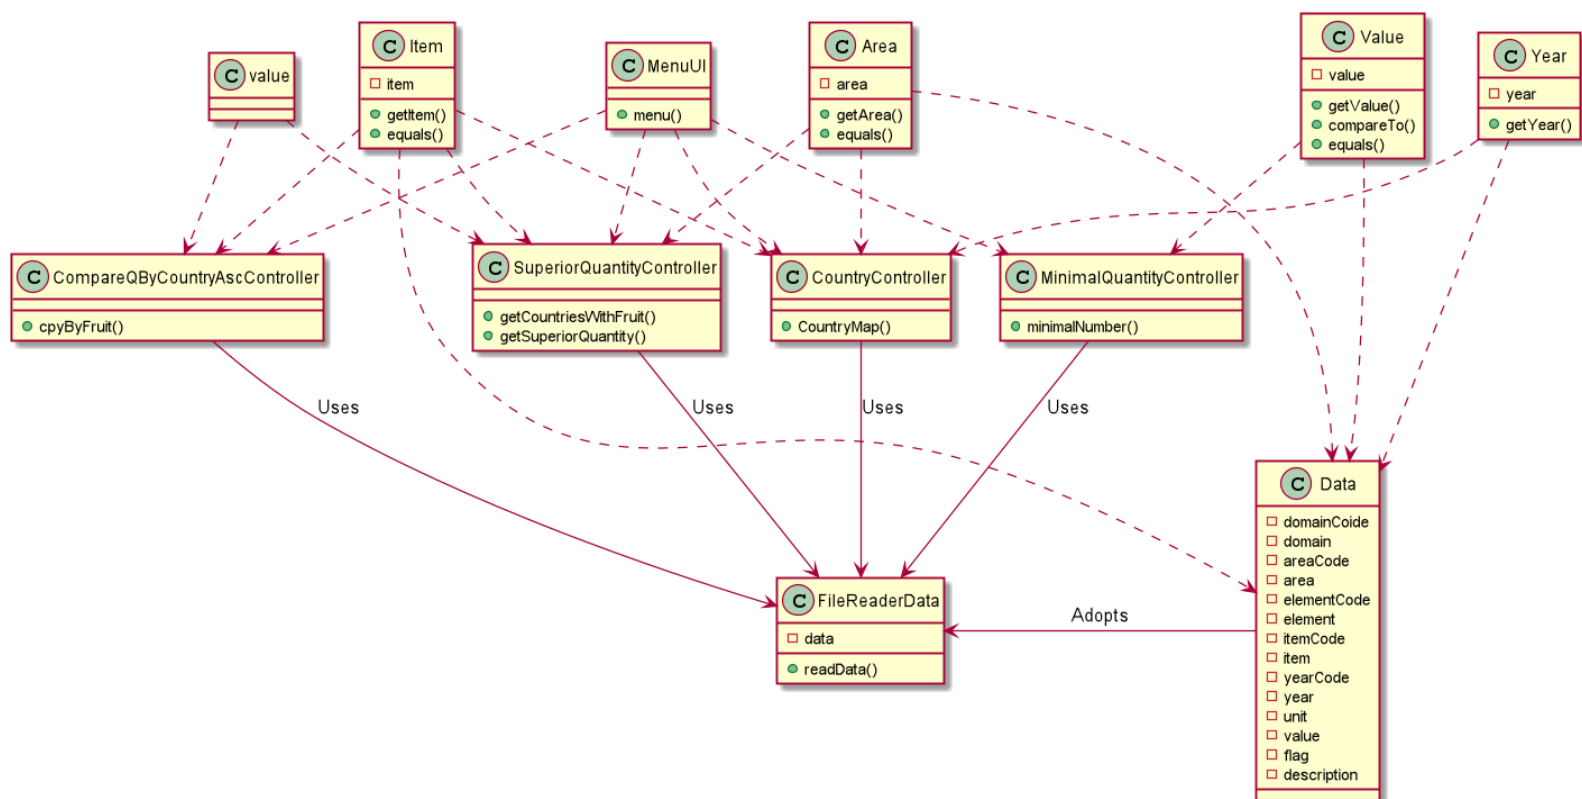 C value
C Item
item
getItem()
equals()
C MenuUI
menu()
C Area
area
getArea()
equals()
C Value
value
getValue()
compareTo()
equals()
C Year
year
getYear()
C CompareQByCountryAscController
cpyByFruit()
C SuperiorQuantityController
getCountriesWithFruit()
getSuperiorQuantity()
C CountryController
CountryMap()
C MinimalQuantityController
minimalNumber()
Uses
Uses
Uses
Uses
C FileReaderData
data
readData()
Adopts
C Data
domainCoide
domain
areaCode
area
elementCode
element
itemCode
item
yearCode
year
unit
value
flag
description